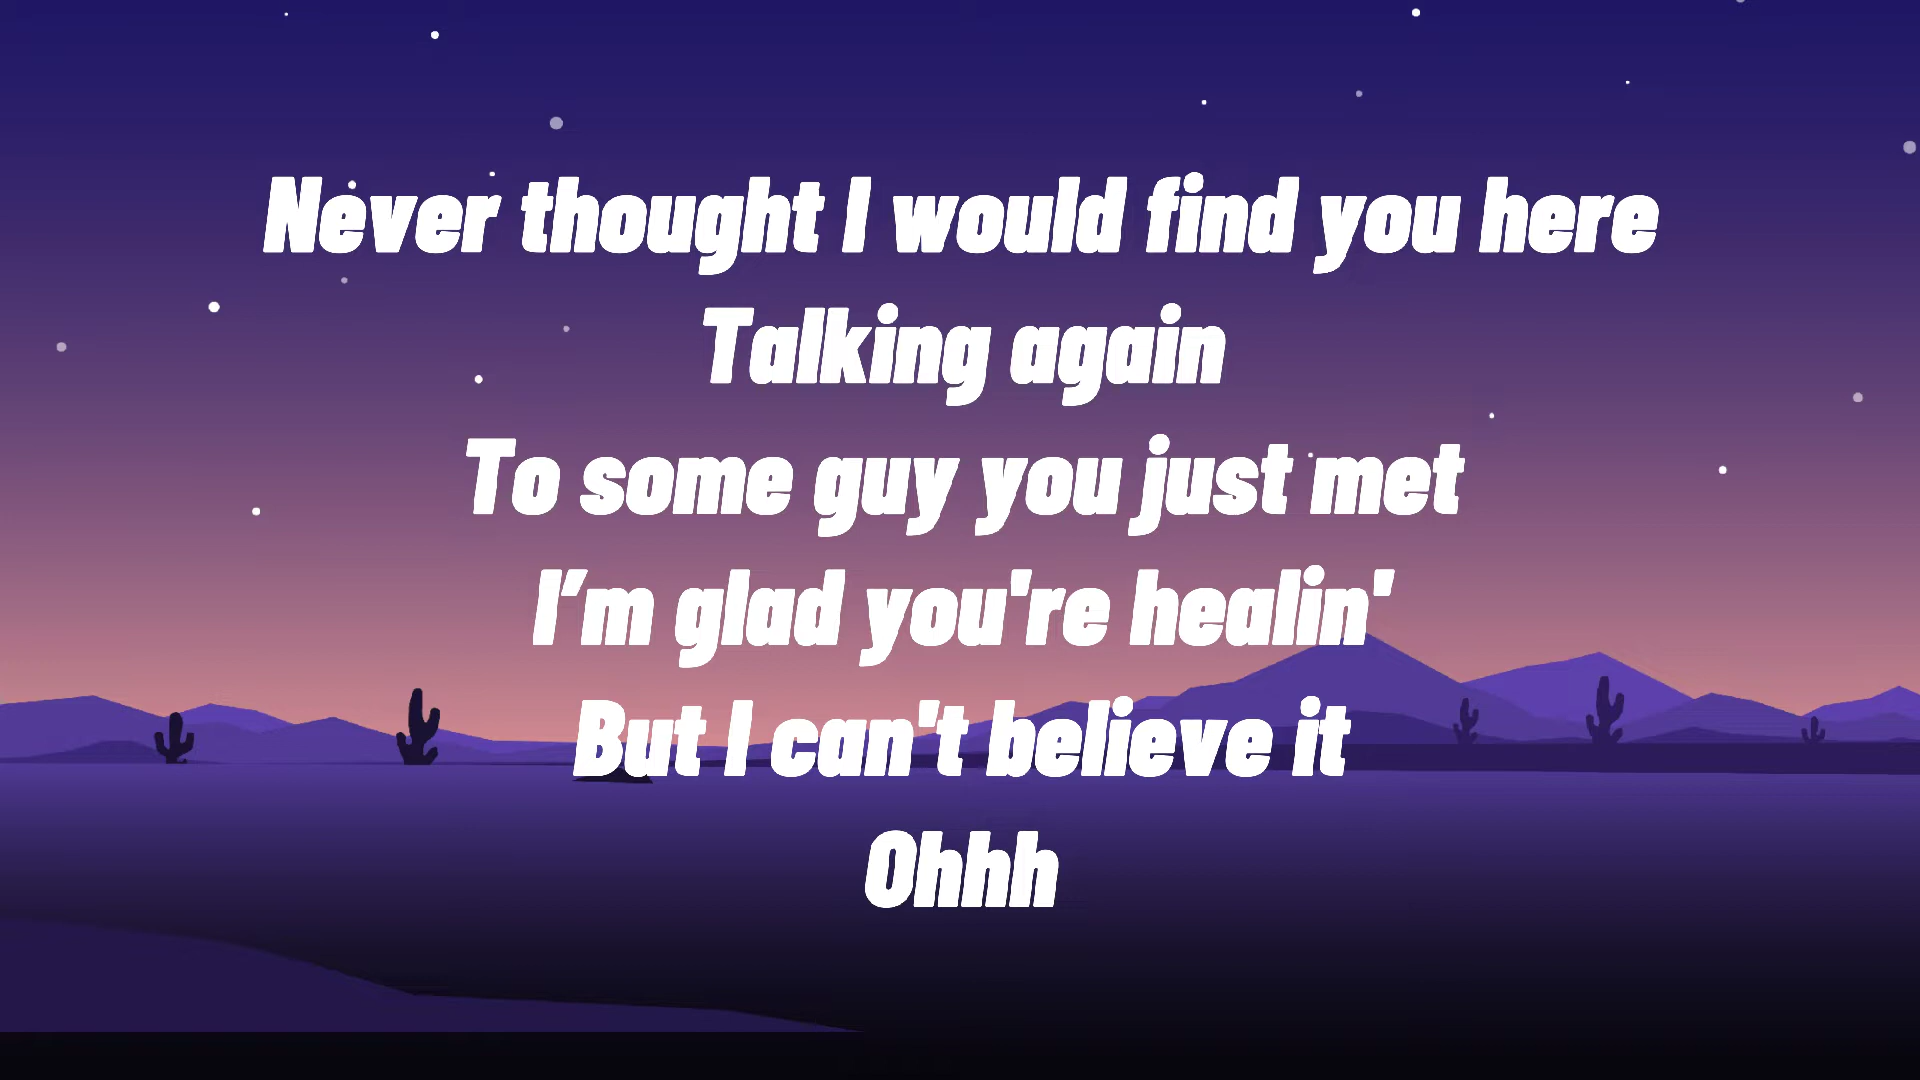 Never thought I would find you here
Talking again
To some guy you just met
I’m glad you're healin'
But I can't believe it
Ohhh